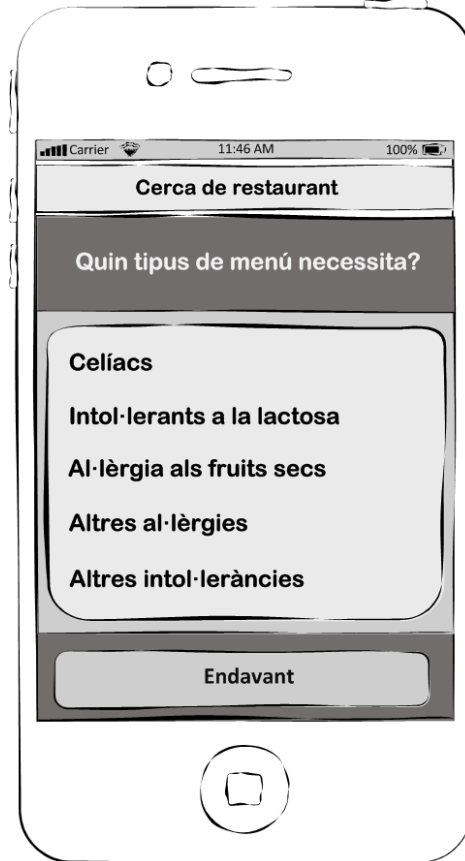 Carrier 11:46 AM 100%
Cerca de restaurant
Quin tipus de menú necessita?
Celíacs
Intol·lerants a la lactosa
Al·lèrgia als fruits secs
Altres al·lèrgies
Altres intol·leràncies
Endavant